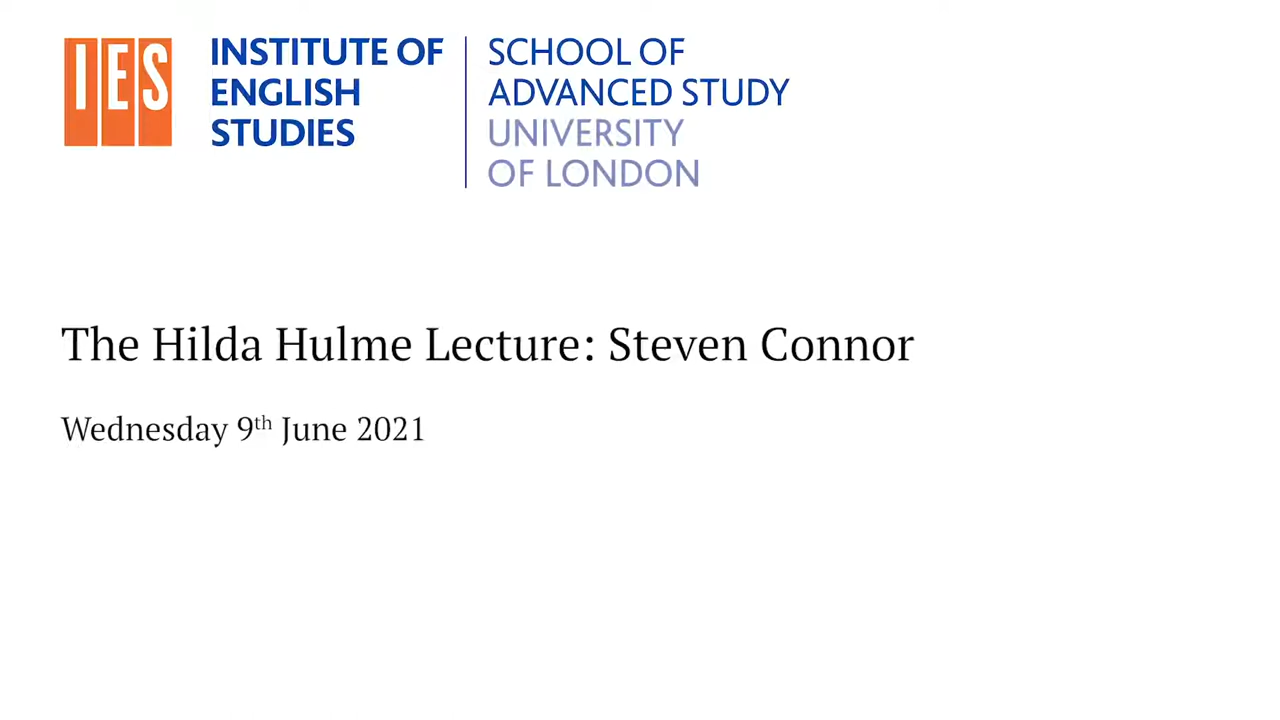 IES
INSTITUTE OF
ENGLISH
STUDIES
SCHOOL OF
ADVANCED STUDY
UNIVERSITY
OF LONDON
The Hilda Hulme Lecture: Steven Connor
Wednesday 9th June 2021